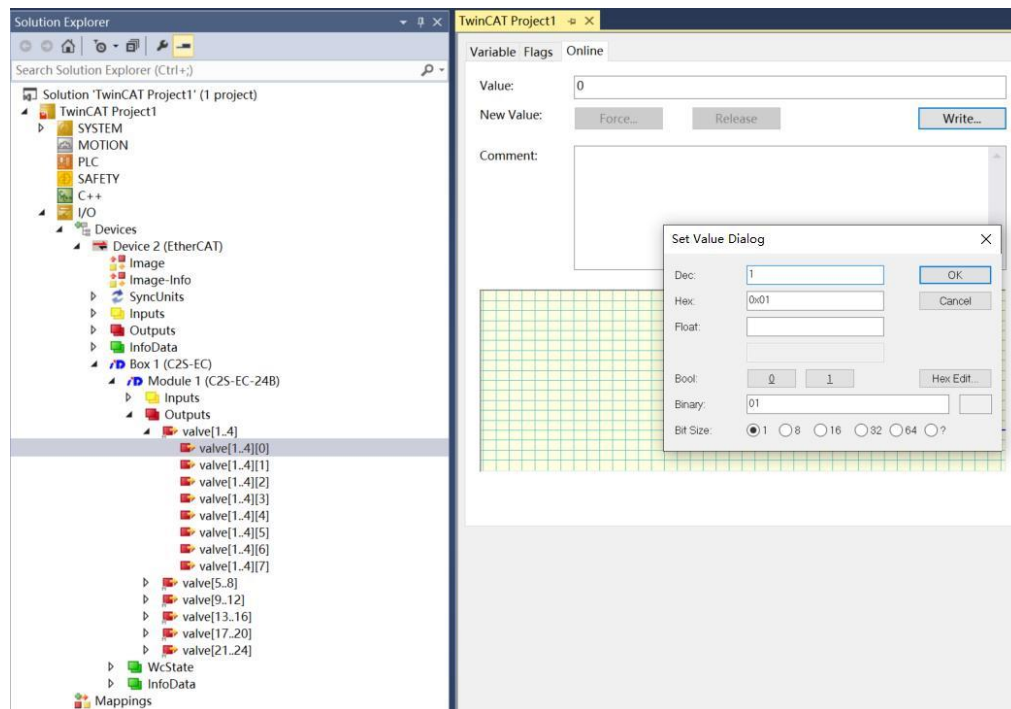 Solution Explorer
Search Solution Explorer (Ctrl+;)
Solution 'TwinCAT Project1' (1 project)
TwinCAT Project1
SYSTEM
MOTION
PLC
SAFETY
C++
I/O
Devices
Device 2 (EtherCAT)
Image
Image-Info
SyncUnits
Inputs
Outputs
InfoData
Box 1 (C2S-EC)
Module 1 (C2S-EC-24B)
Inputs
Outputs
valve[1..4]
valve[1..4][0]
valve[1..4][1]
valve[1..4][2]
valve[1..4][3]
valve[1..4][4]
valve[1..4][5]
valve[1..4][6]
valve[1..4][7]
valve[5..8]
valve[9..12]
valve[13..16]
valve[17..20]
valve[21..24]
WcState
InfoData
Mappings
TwinCAT Project1
Variable Flags Online
Value: 0
New Value: Force... Release Write...
Comment:
Set Value Dialog
Dec: 1 OK
Hex: 0x01 Cancel
Float:
Bool: 0 1 Hex Edit...
Binary: 01
Bit Size: 1 8 16 32 64 ?